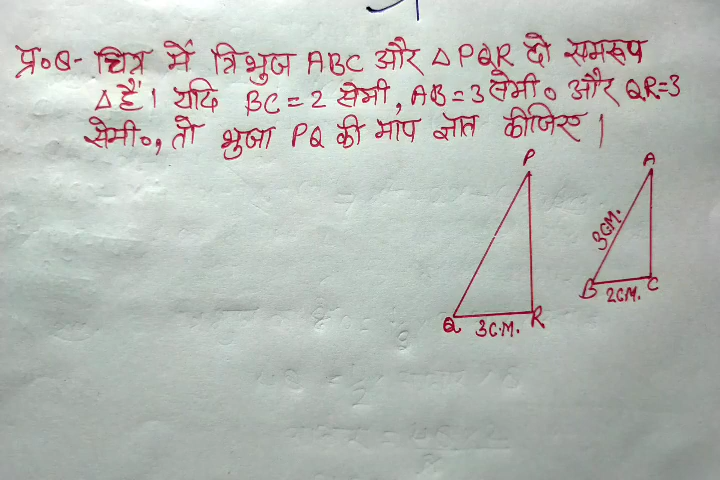 प्र०8- चित्र में त्रिभुज ABC और △ PQR दो समरूप
△ हैं। यदि BC = 2 सेमी, AB = 3 सेमी० और QR=3
सेमी०, तो भुजा PQ की माप ज्ञात कीजिए।
P
A
3CM.
B
C
2CM.
Q
R
3C.M.